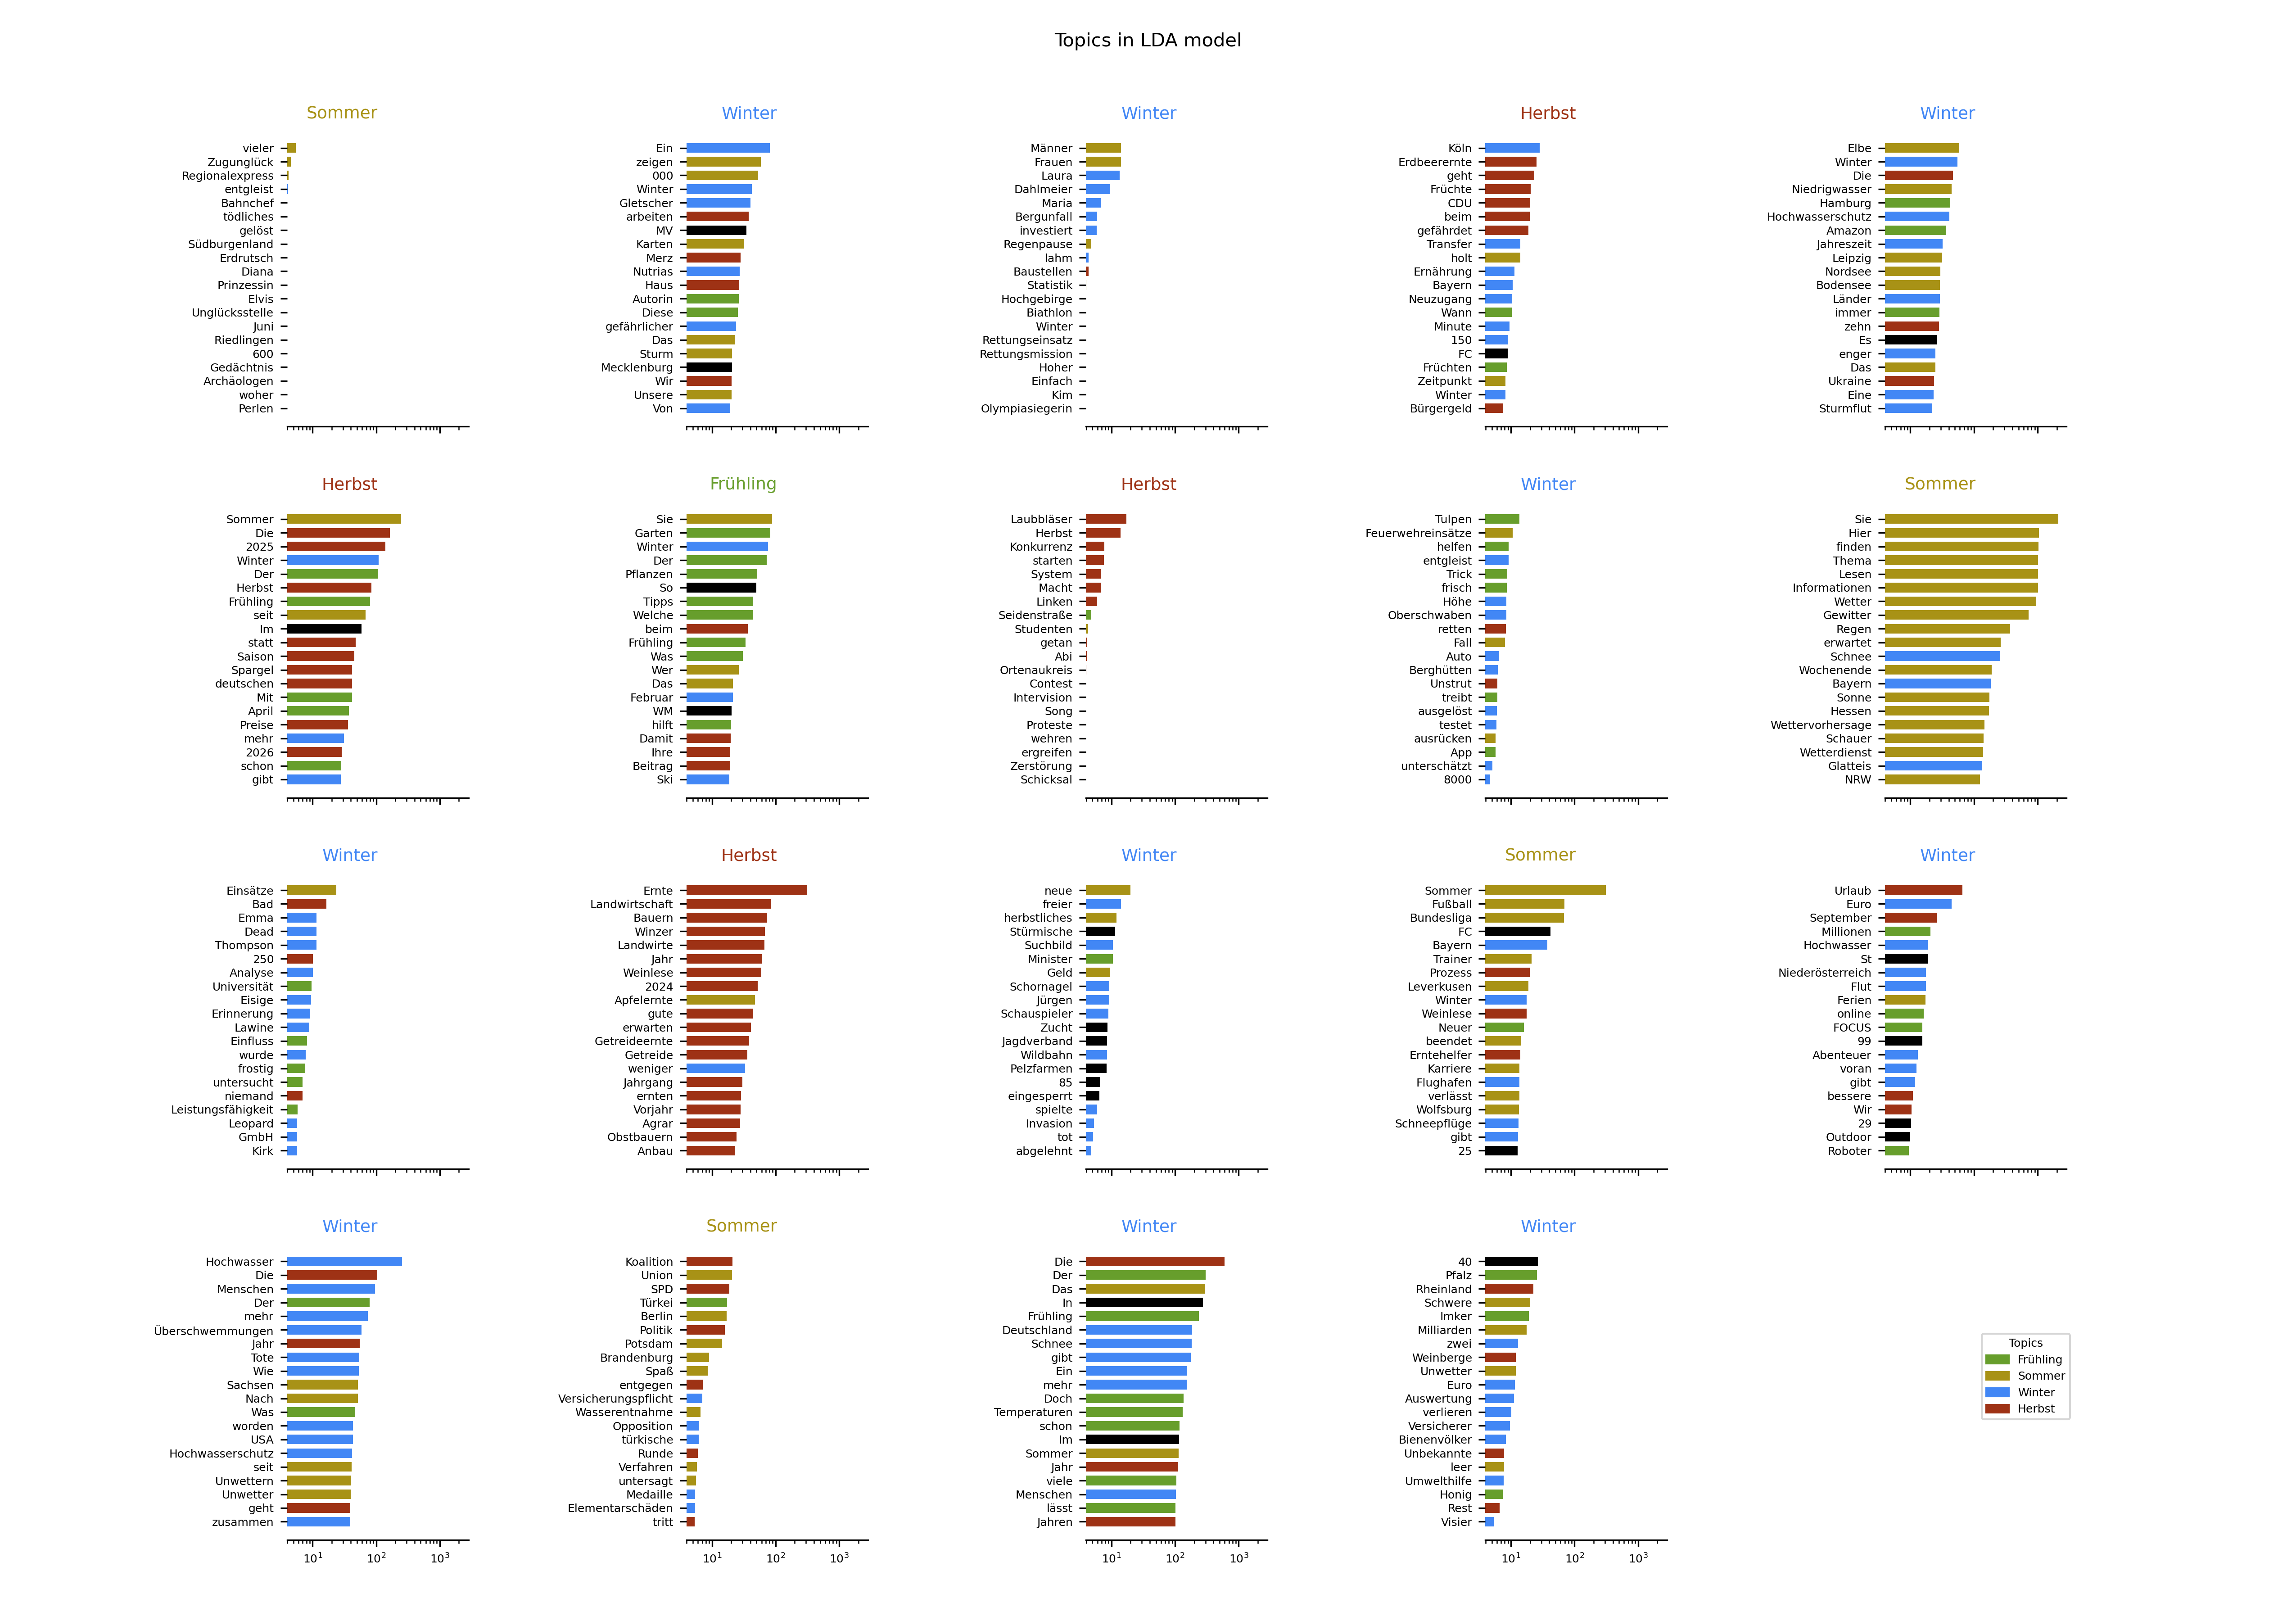 Topics in LDA model
Sommer
vieler
Zugunglück
Regionalexpress
entgleist
Bahnchef
tödliches
gelöst
Südburgenland
Erdrutsch
Diana
Prinzessin
Elvis
Unglücksstelle
Juni
Riedlingen
600
Gedächtnis
Archäologen
woher
Perlen
Winter
Ein
zeigen
000
Winter
Gletscher
arbeiten
MV
Karten
Merz
Nutrias
Haus
Autorin
Diese
gefährlicher
Das
Sturm
Mecklenburg
Wir
Unsere
Von
Winter
Männer
Frauen
Laura
Dahlmeier
Maria
Bergunfall
investiert
Regenpause
lahm
Baustellen
Statistik
Hochgebirge
Biathlon
Winter
Rettungseinsatz
Rettungsmission
Hoher
Einfach
Kim
Olympiasiegerin
Herbst
Köln
Erdbeerernte
geht
Früchte
CDU
beim
gefährdet
Transfer
holt
Ernährung
Bayern
Neuzugang
Wann
Minute
150
FC
Früchten
Zeitpunkt
Winter
Bürgergeld
Winter
Elbe
Winter
Die
Niedrigwasser
Hamburg
Hochwasserschutz
Amazon
Jahreszeit
Leipzig
Nordsee
Bodensee
Länder
immer
zehn
Es
enger
Das
Ukraine
Eine
Sturmflut
Herbst
Sommer
Die
2025
Winter
Der
Herbst
Frühling
seit
Im
statt
Saison
Spargel
deutschen
Mit
April
Preise
mehr
2026
schon
gibt
Frühling
Sie
Garten
Winter
Der
Pflanzen
So
Tipps
Welche
beim
Frühling
Was
Wer
Das
Februar
WM
hilft
Damit
Ihre
Beitrag
Ski
Herbst
Laubbläser
Herbst
Konkurrenz
starten
System
Macht
Linken
Seidenstraße
Studenten
getan
Abi
Ortenaukreis
Contest
Intervision
Song
Proteste
wehren
ergreifen
Zerstörung
Schicksal
Winter
Tulpen
Feuerwehreinsätze
helfen
entgleist
Trick
frisch
Höhe
Oberschwaben
retten
Fall
Auto
Berghütten
Unstrut
treibt
ausgelöst
testet
ausrücken
App
unterschätzt
8000
Sommer
Sie
Hier
finden
Thema
Lesen
Informationen
Wetter
Gewitter
Regen
erwartet
Schnee
Wochenende
Bayern
Sonne
Hessen
Wettervorhersage
Schauer
Wetterdienst
Glatteis
NRW
Winter
Einsätze
Bad
Emma
Dead
Thompson
250
Analyse
Universität
Eisige
Erinnerung
Lawine
Einfluss
wurde
frostig
untersucht
niemand
Leistungsfähigkeit
Leopard
GmbH
Kirk
Herbst
Ernte
Landwirtschaft
Bauern
Winzer
Landwirte
Jahr
Weinlese
2024
Apfelernte
gute
erwarten
Getreideernte
Getreide
weniger
Jahrgang
ernten
Vorjahr
Agrar
Obstbauern
Anbau
Winter
neue
freier
herbstliches
Stürmische
Suchbild
Minister
Geld
Schornagel
Jürgen
Schauspieler
Zucht
Jagdverband
Wildbahn
Pelzfarmen
85
eingesperrt
spielte
Invasion
tot
abgelehnt
Sommer
Sommer
Fußball
Bundesliga
FC
Bayern
Trainer
Prozess
Leverkusen
Winter
Weinlese
Neuer
beendet
Erntehelfer
Karriere
Flughafen
verlässt
Wolfsburg
Schneepflüge
gibt
25
Winter
Urlaub
Euro
September
Millionen
Hochwasser
St
Niederösterreich
Flut
Ferien
online
FOCUS
99
Abenteuer
voran
gibt
bessere
Wir
29
Outdoor
Roboter
Winter
Hochwasser
Die
Menschen
Der
mehr
Überschwemmungen
Jahr
Tote
Wie
Sachsen
Nach
Was
worden
USA
Hochwasserschutz
seit
Unwettern
Unwetter
geht
zusammen
10¹ 10² 10³
Sommer
Koalition
Union
SPD
Türkei
Berlin
Politik
Potsdam
Brandenburg
Spaß
entgegen
Versicherungspflicht
Wasserentnahme
Opposition
türkische
Runde
Verfahren
untersagt
Medaille
Elementarschäden
tritt
10¹ 10² 10³
Winter
Die
Der
Das
In
Frühling
Deutschland
Schnee
gibt
Ein
mehr
Doch
Temperaturen
schon
Im
Sommer
Jahr
viele
Menschen
lässt
Jahren
10¹ 10² 10³
Winter
40
Pfalz
Rheinland
Schwere
Imker
Milliarden
zwei
Weinberge
Unwetter
Euro
Auswertung
verlieren
Versicherer
Bienenvölker
Unbekannte
leer
Umwelthilfe
Honig
Rest
Visier
10¹ 10² 10³
Topics
Frühling
Sommer
Winter
Herbst